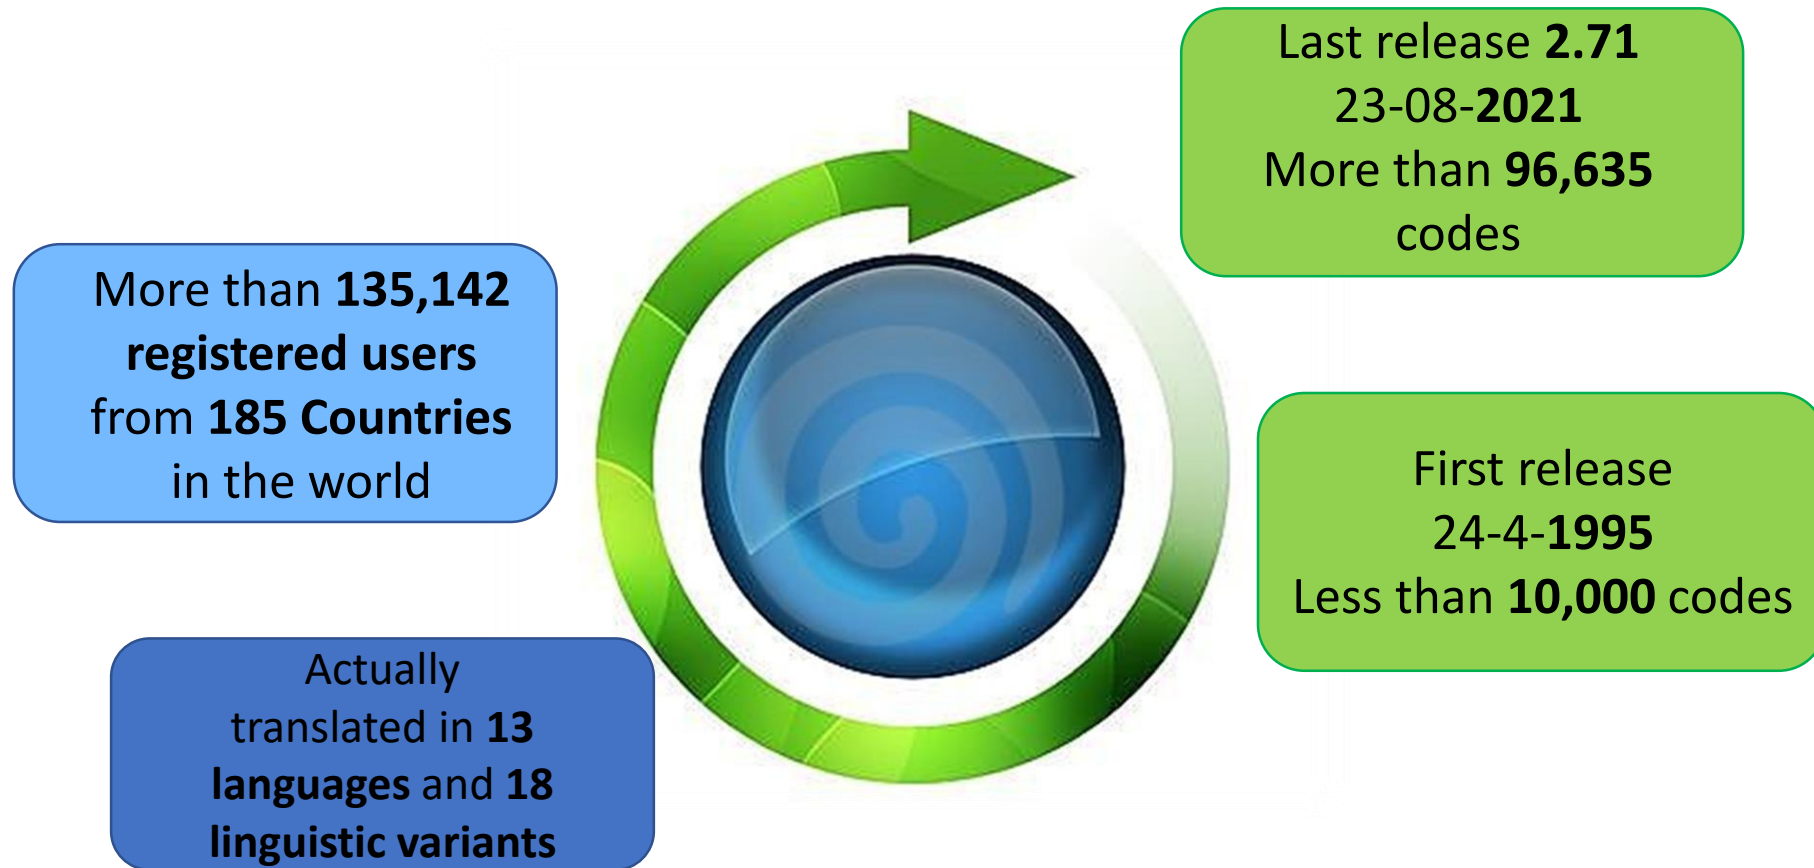 Last release 2.71
23-08-2021
More than 96,635
codes
More than 135,142
registered users
from 185 Countries
in the world
First release
24-4-1995
Less than 10,000 codes
Actually
translated in 13
languages and 18
linguistic variants